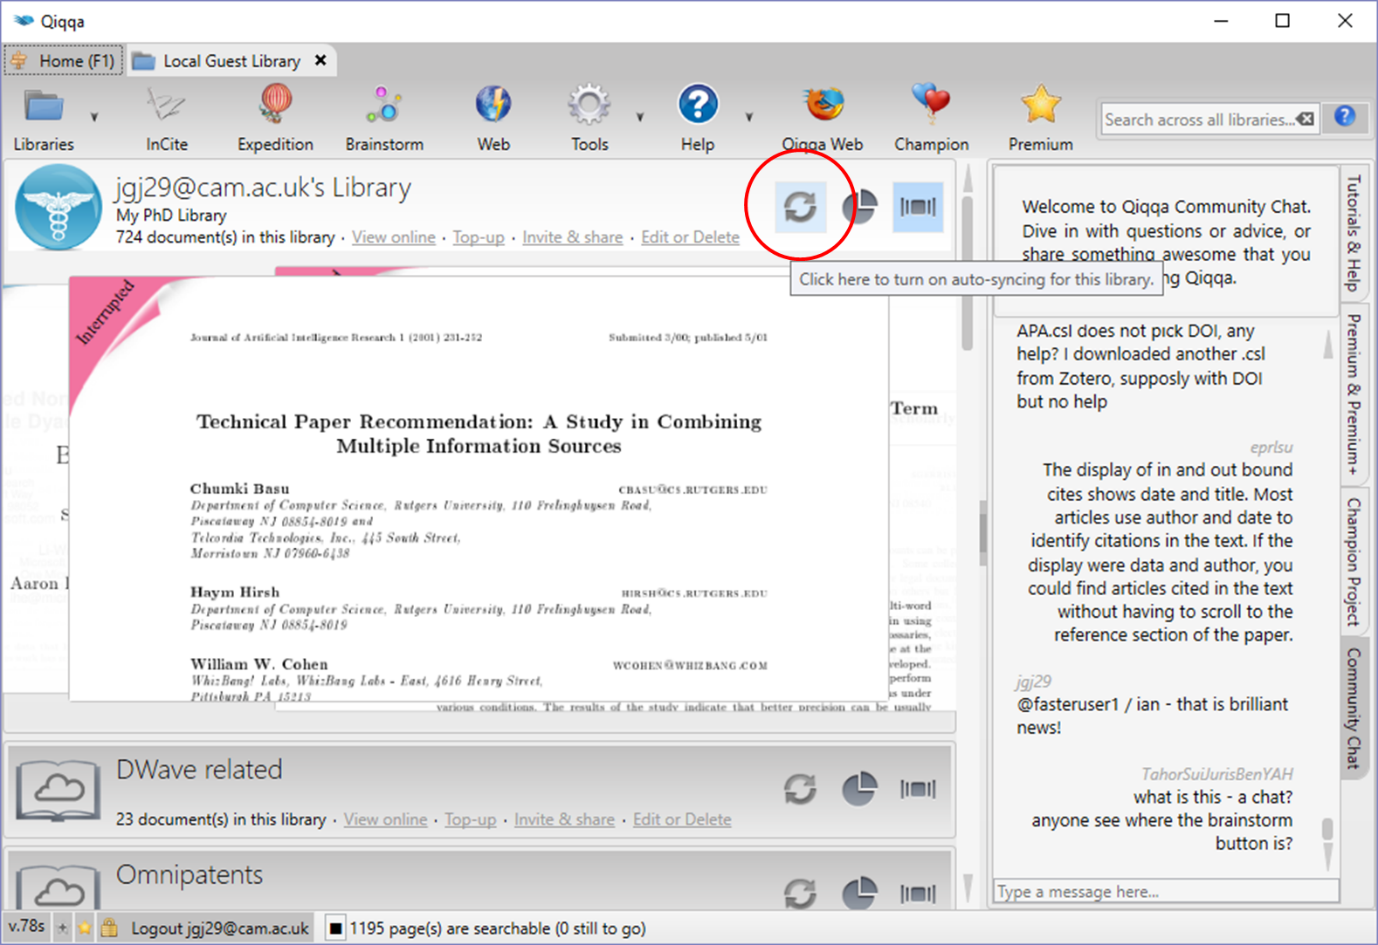 Qiqqa
Home (F1)
Local Guest Library
Libraries
InCite
Expedition
Brainstorm
Web
Tools
Help
Qiqqa Web
Champion
Premium
Search across all libraries...
jgj29@cam.ac.uk's Library
My PhD Library
724 document(s) in this library · View online · Top-up · Invite & share · Edit or Delete
Click here to turn on auto-syncing for this library.
Interrupted
Journal of Artificial Intelligence Research 1 (2001) 231-252
Submitted 3/00; published 5/01
Technical Paper Recommendation: A Study in Combining
Multiple Information Sources
Chumki Basu
CBASU@CS.RUTGERS.EDU
Department of Computer Science, Rutgers University, 110 Frelinghuysen Road,
Piscataway NJ 08854-8019 and
Telcordia Technologies, Inc., 445 South Street,
Morristown NJ 07960-6438
Haym Hirsh
HIRSH@CS.RUTGERS.EDU
Department of Computer Science, Rutgers University, 110 Frelinghuysen Road,
Piscataway NJ 08854-8019
William W. Cohen
WCOHEN@WHIZBANG.COM
WhizBang! Labs, WhizBang Labs - East, 4616 Henry Street,
Pittsburgh PA 15213
Aaron
Term
lti-word
in using
ossaries,
e at the
veloped.
perform
s under
various conditions. The results of the study indicate that better precision can be usually
DWave related
23 document(s) in this library · View online · Top-up · Invite & share · Edit or Delete
Omnipatents
Welcome to Qiqqa Community Chat.
Dive in with questions or advice, or
share something awesome that you
ng Qiqqa.
APA.csl does not pick DOI, any
help? I downloaded another .csl
from Zotero, supposly with DOI
but no help
eprlsu
The display of in and out bound
cites shows date and title. Most
articles use author and date to
identify citations in the text. If the
display were data and author, you
could find articles cited in the text
without having to scroll to the
reference section of the paper.
jgj29
@fasteruser1 / ian - that is brilliant
news!
TahorSuiJurisBenYAH
what is this - a chat?
anyone see where the brainstorm
button is?
Type a message here...
Tutorials & Help
Premium & Premium+
Champion Project
Community Chat
v.78s
Logout jgj29@cam.ac.uk
1195 page(s) are searchable (0 still to go)